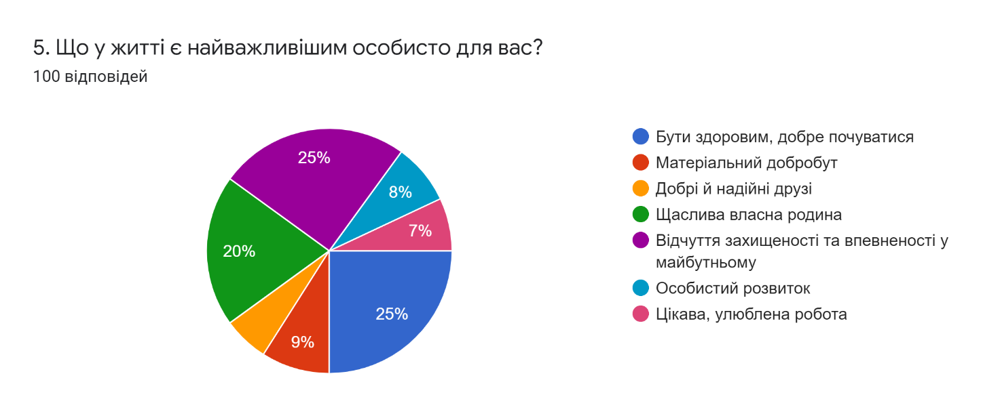 5. Що у житті є найважливішим особисто для вас?
100 відповідей
25%
8%
7%
20%
25%
9%
Бути здоровим, добре почуватися
Матеріальний добробут
Добрі й надійні друзі
Щаслива власна родина
Відчуття захищеності та впевненості у
майбутньому
Особистий розвиток
Цікава, улюблена робота